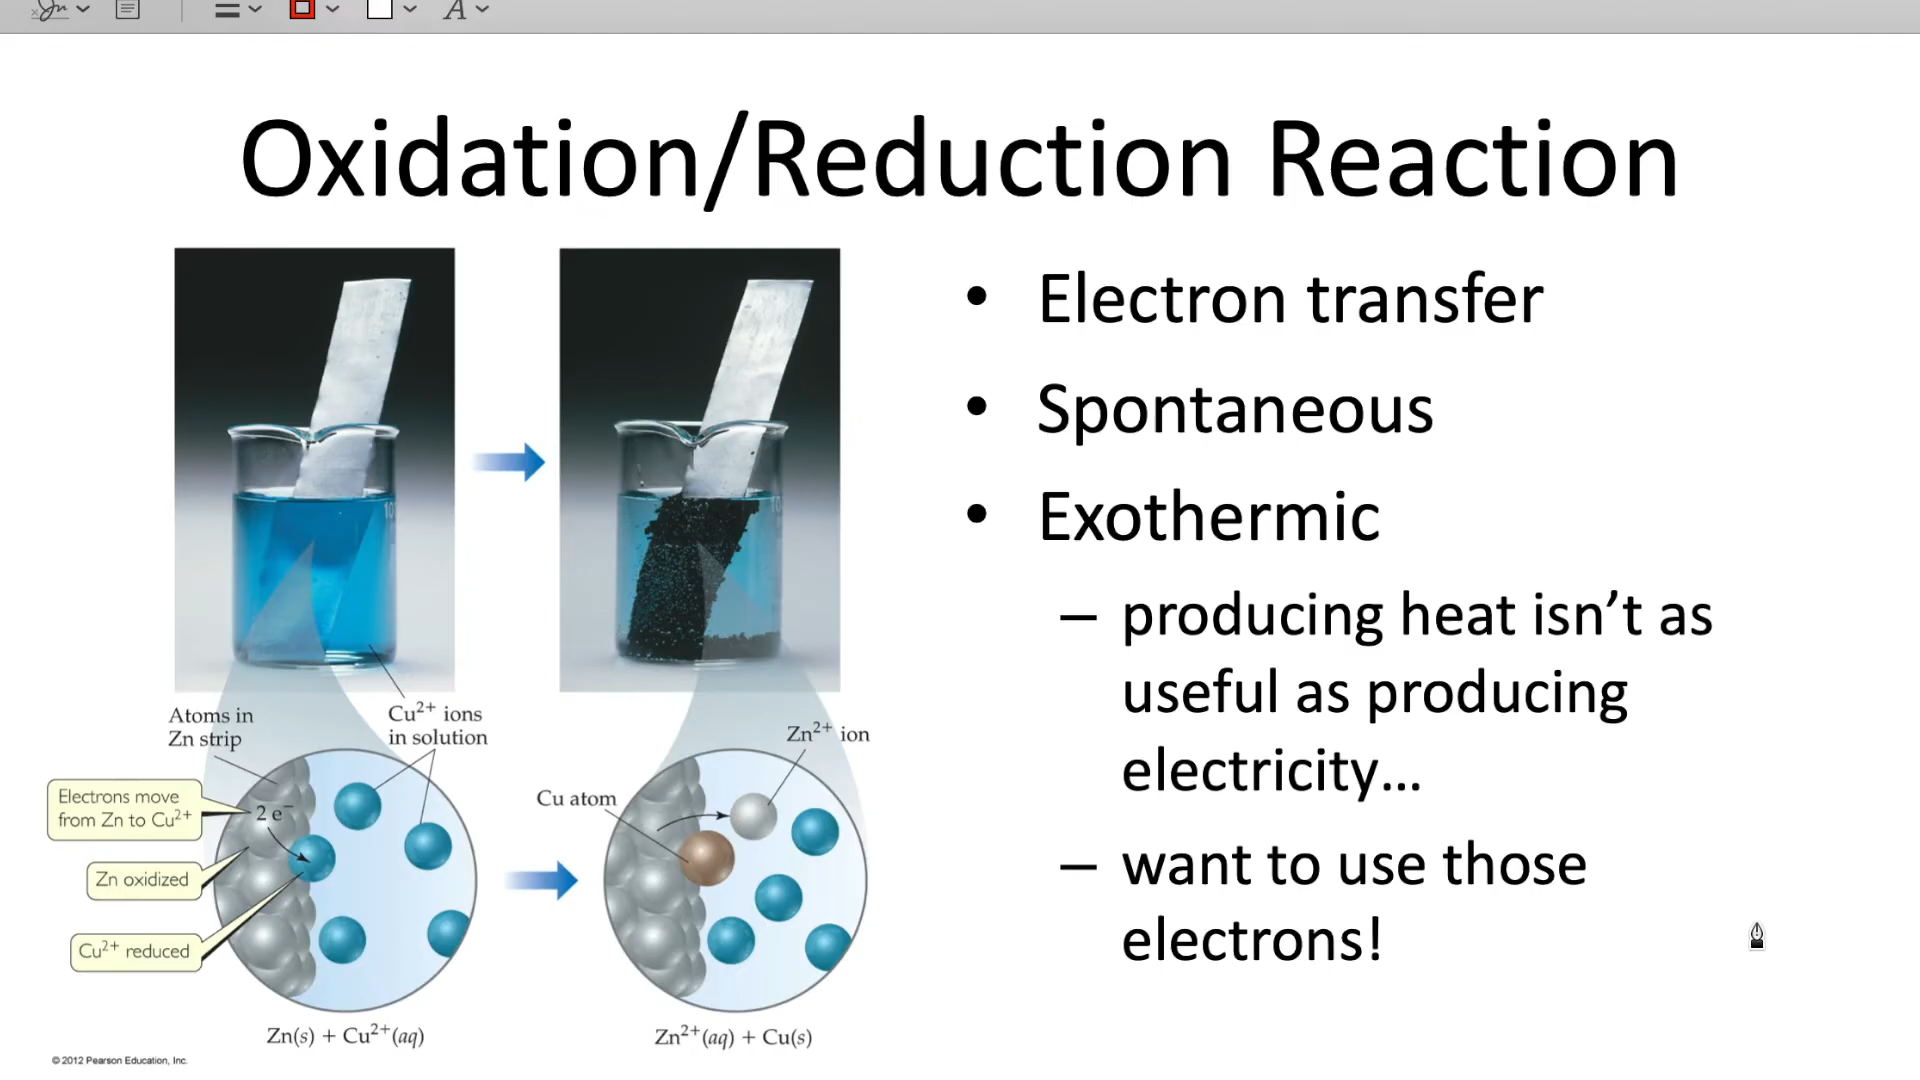 Oxidation/Reduction Reaction
• Electron transfer
• Spontaneous
• Exothermic
– producing heat isn’t as
useful as producing
electricity…
– want to use those
electrons!
Atoms in
Zn strip
Cu²⁺ ions
in solution
Electrons move
from Zn to Cu²⁺
2 e⁻
Zn oxidized
Cu²⁺ reduced
Zn(s) + Cu²⁺(aq)
Zn²⁺ ion
Cu atom
Zn²⁺(aq) + Cu(s)
© 2012 Pearson Education, Inc.